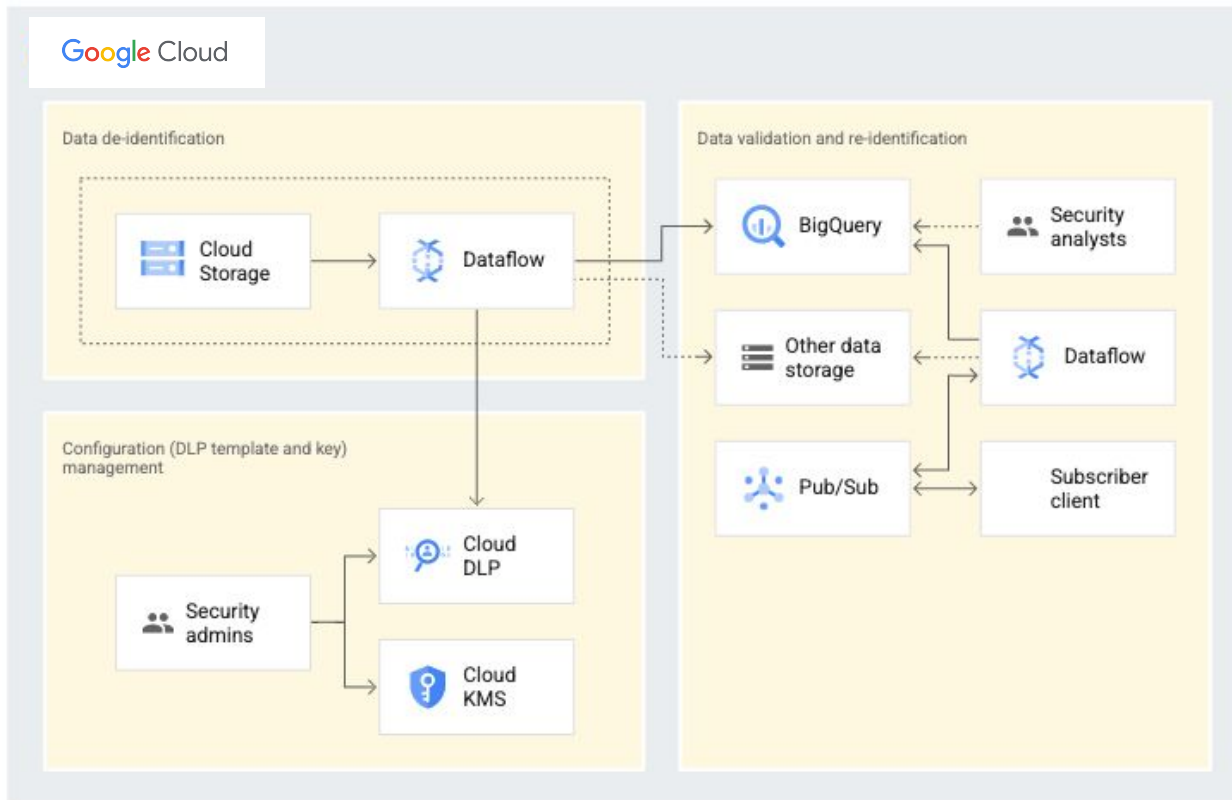 Google Cloud
Data de-identification
Cloud
Storage
Dataflow
Configuration (DLP template and key)
management
Security
admins
Cloud
DLP
Cloud
KMS
Data validation and re-identification
BigQuery
Security
analysts
Other data
storage
Dataflow
Pub/Sub
Subscriber
client